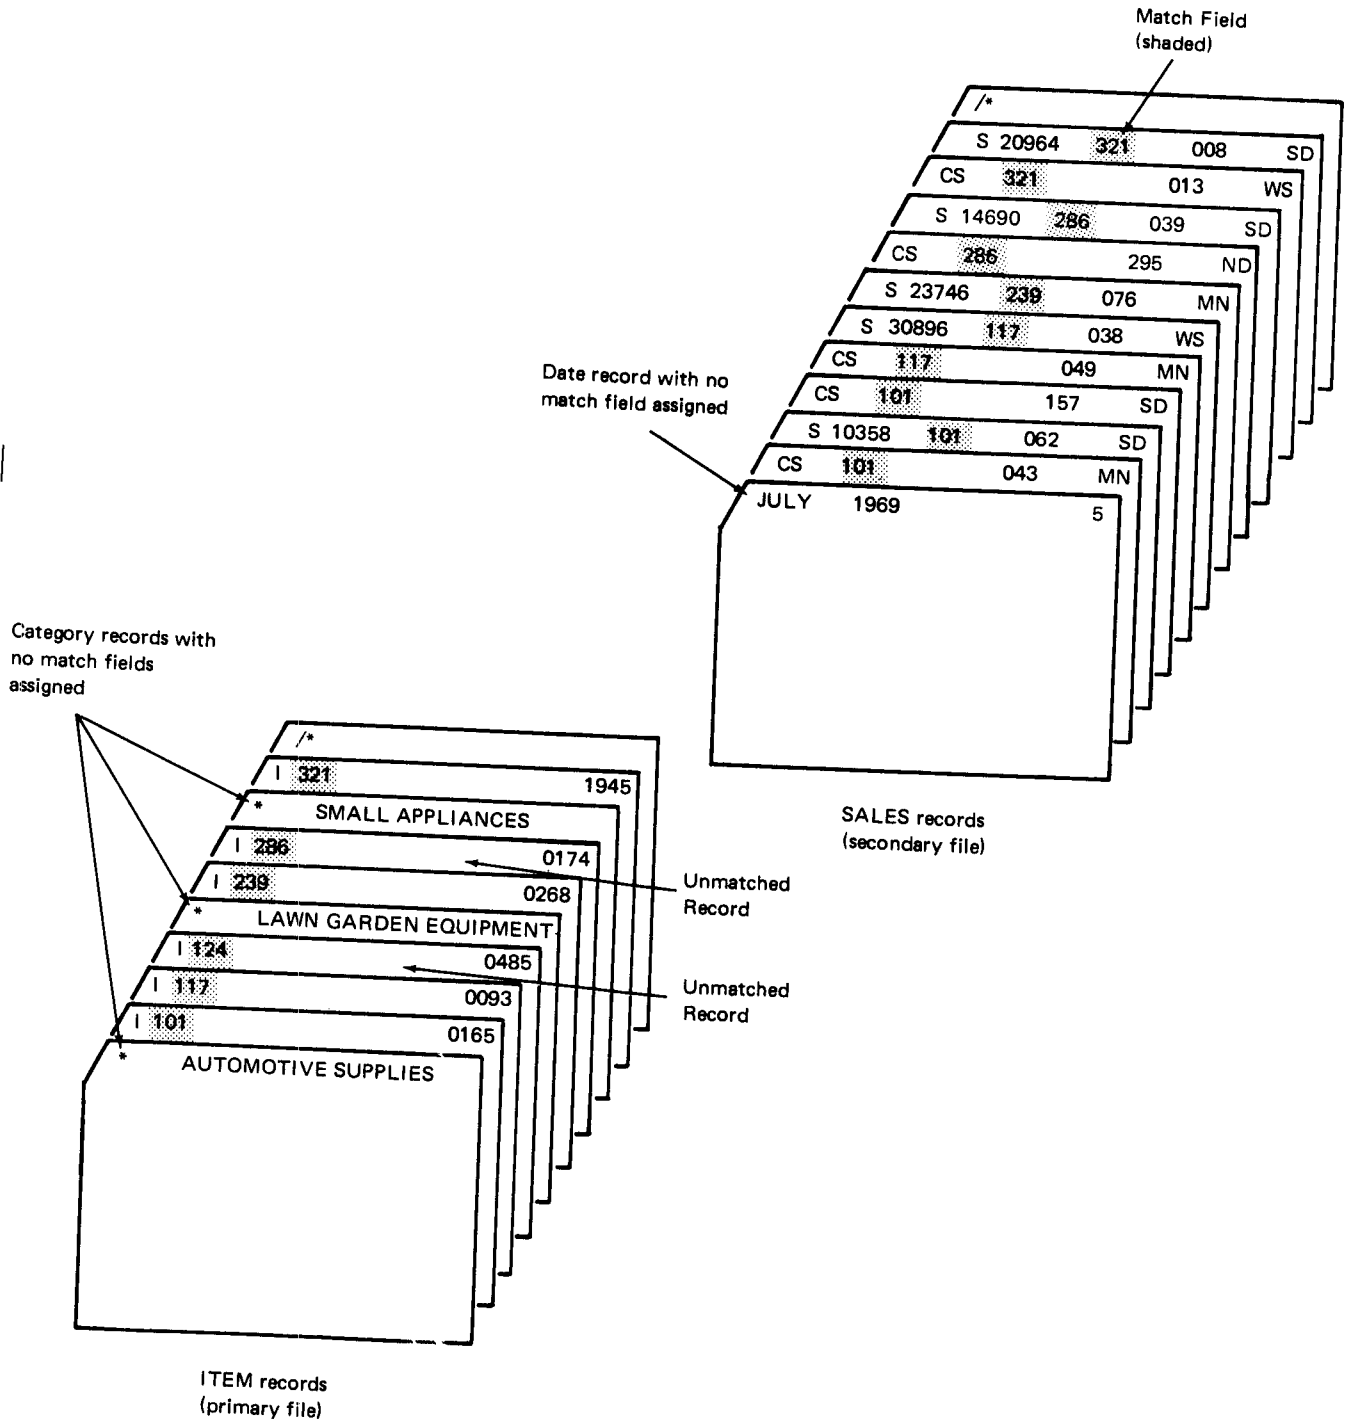 Match Field
(shaded)
/*
S 20964 321 008 SD
CS 321 013 WS
S 14690 286 039 SD
CS 286 295 ND
S 23746 239 076 MN
S 30896 117 038 WS
CS 117 049 MN
CS 101 157 SD
S 10358 101 062 SD
CS 101 043 MN
JULY 1969 5
Date record with no
match field assigned
SALES records
(secondary file)
Category records with
no match fields
assigned
/*
I 321 1945
* SMALL APPLIANCES
I 286 0174
I 239 0268
* LAWN GARDEN EQUIPMENT
I 124 0485
I 117 0093
I 101 0165
* AUTOMOTIVE SUPPLIES
Unmatched
Record
Unmatched
Record
ITEM records
(primary file)